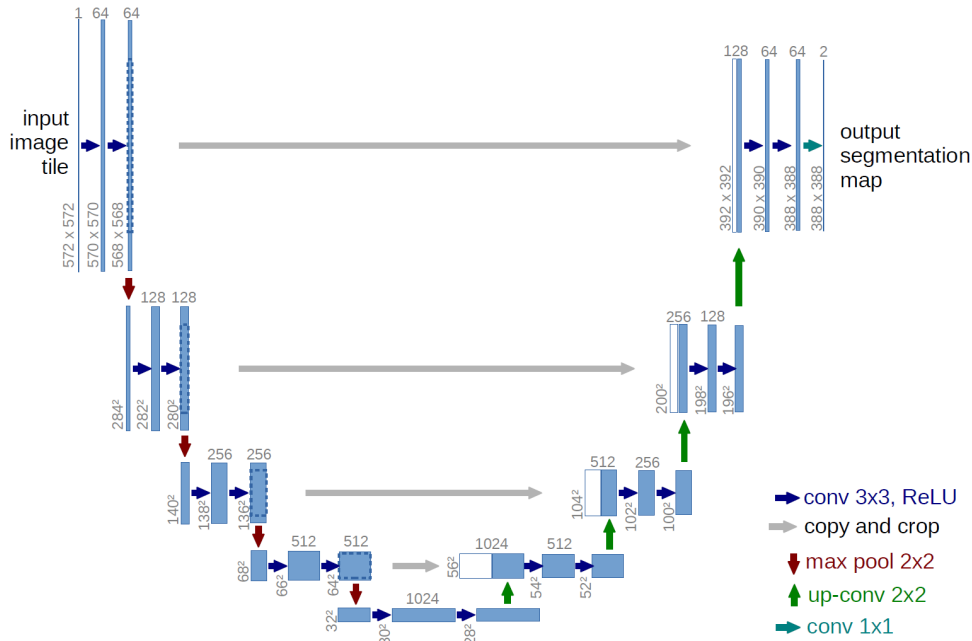 1 64 64
128 64 64 2
input
image
tile
output
segmentation
map
572 x 572
570 x 570
568 x 568
392 x 392
390 x 390
388 x 388
388 x 388
128 128
256 128
284²
282²
280²
200²
198²
196²
256 256
512 256
140²
138²
136²
104²
102²
100²
512 512
1024 512
68²
66²
64²
56²
54²
52²
1024
32²
30²
28²
conv 3x3, ReLU
copy and crop
max pool 2x2
up-conv 2x2
conv 1x1